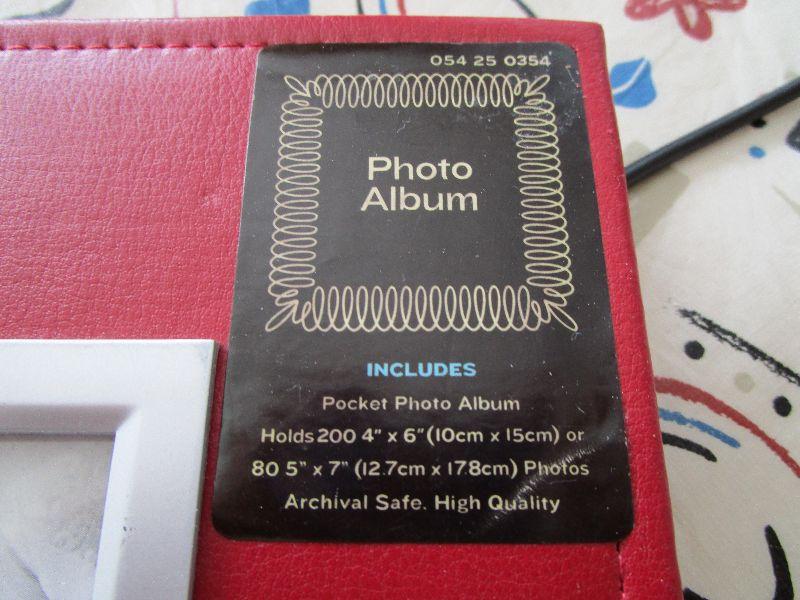 054 25 0354
Photo
Album
INCLUDES
Pocket Photo Album
Holds 200 4" x 6" (10cm x 15cm) or
80 5" x 7" (12.7cm x 17.8cm) Photos
Archival Safe. High Quality